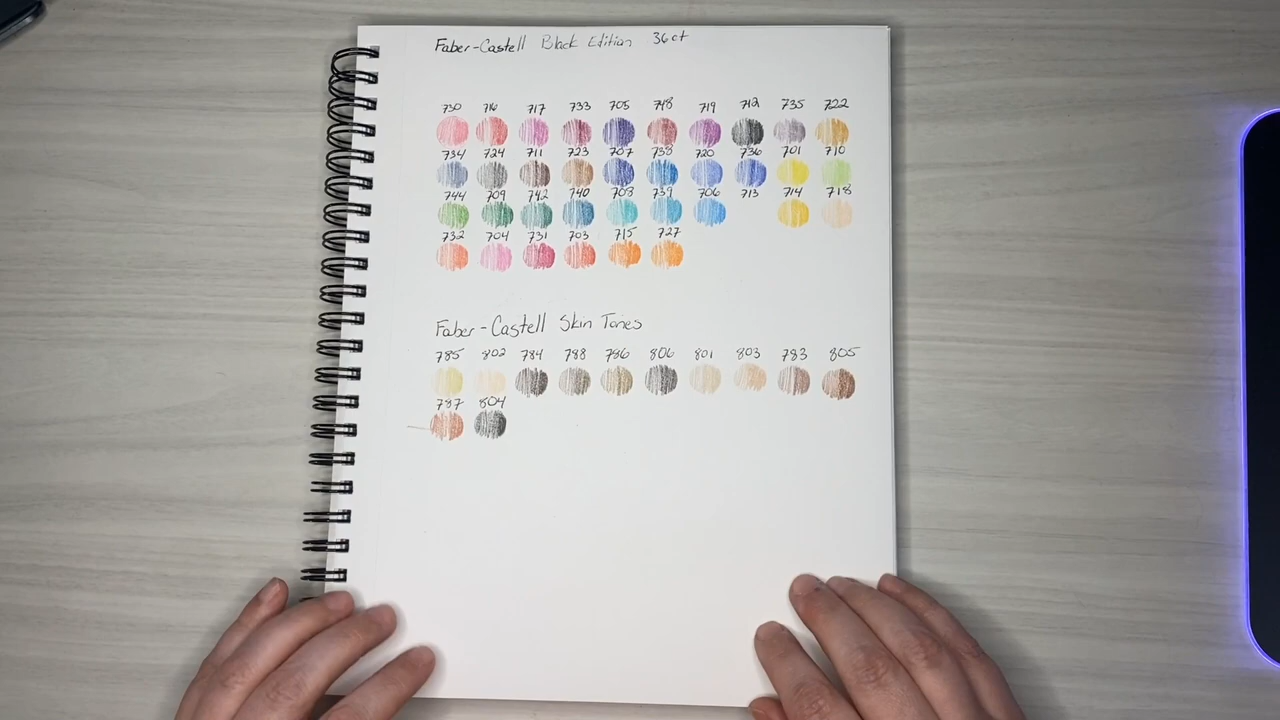 Faber-Castell Black Edition 36ct
730 716 717 733 705 748 719 712 735 722
734 724 711 723 707 738 720 736 701 710
744 709 742 740 708 739 706 713 714 718
732 704 731 703 715 727
Faber-Castell Skin Tones
785 802 784 788 786 806 801 803 783 805
787 804